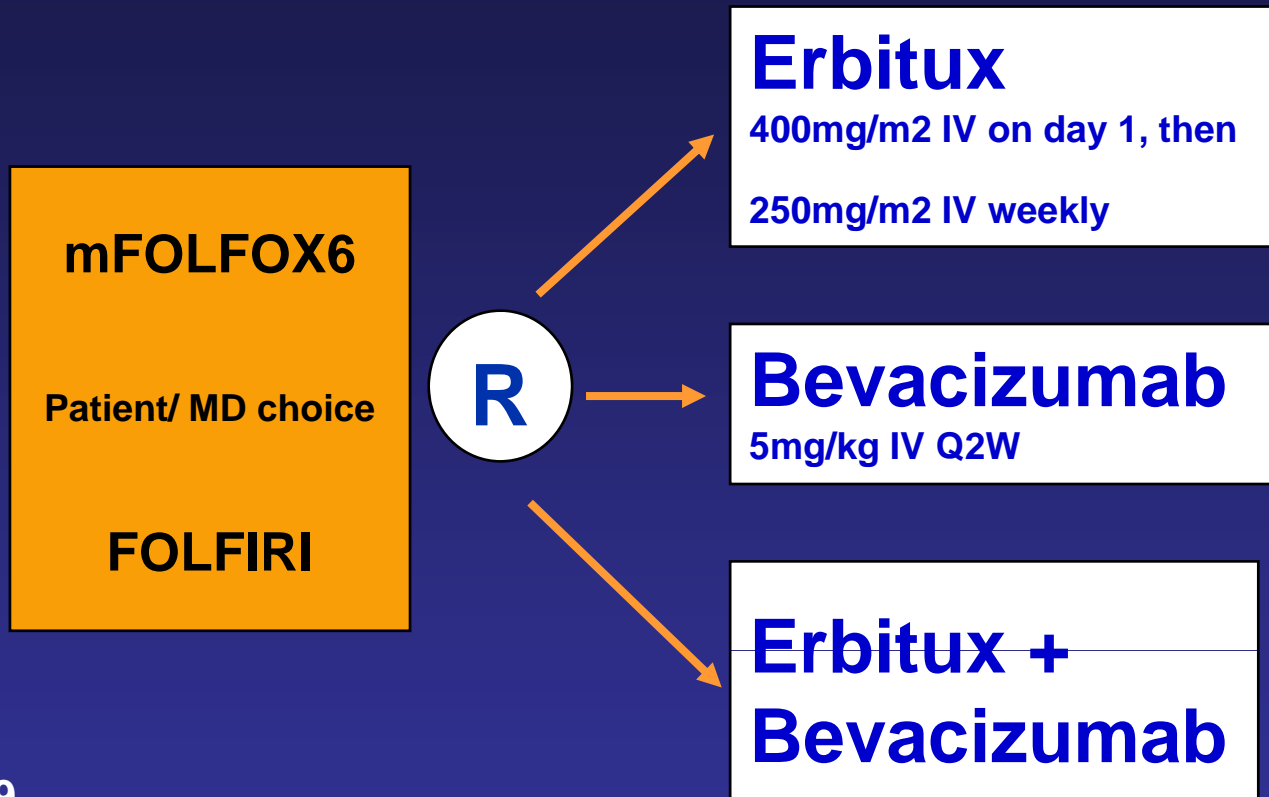 mFOLFOX6
Patient/ MD choice
FOLFIRI
R
Erbitux
400mg/m2 IV on day 1, then
250mg/m2 IV weekly
Bevacizumab
5mg/kg IV Q2W
Erbitux +
Bevacizumab